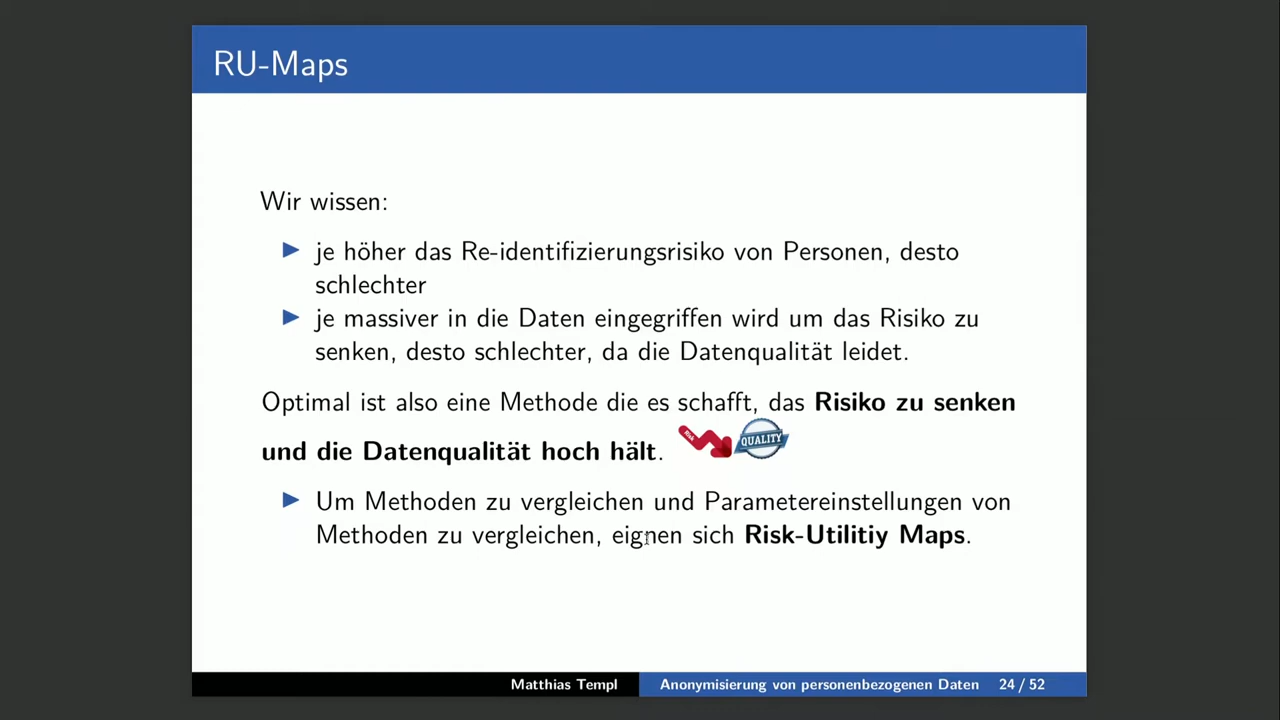 RU-Maps
Wir wissen:
je höher das Re-identifizierungsrisiko von Personen, desto
schlechter
je massiver in die Daten eingegriffen wird um das Risiko zu
senken, desto schlechter, da die Datenqualität leidet.
Optimal ist also eine Methode die es schafft, das Risiko zu senken
und die Datenqualität hoch hält.
Risk
QUALITY
Um Methoden zu vergleichen und Parametereinstellungen von
Methoden zu vergleichen, eignen sich Risk-Utilitiy Maps.
Matthias Templ
Anonymisierung von personenbezogenen Daten
24 / 52